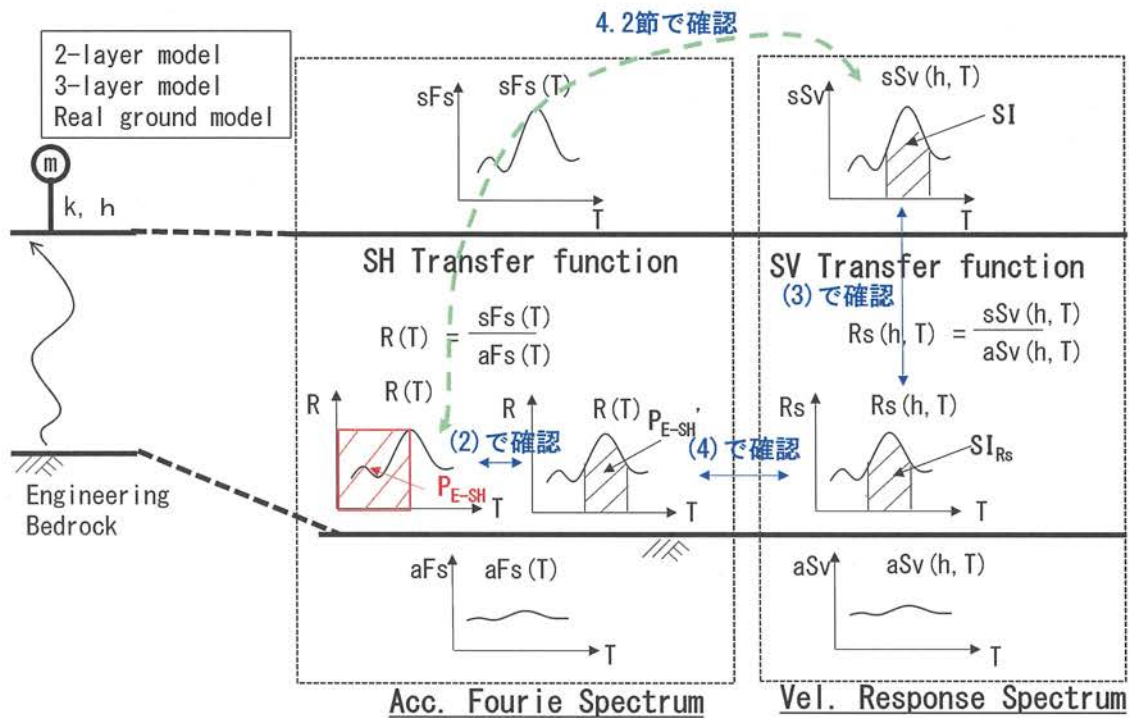 4.2節で確認
2-layer model
3-layer model
Real ground model
m
k, h
sFs
sFs(T)
T
sSv
sSv(h, T)
SI
T
SH Transfer function
SV Transfer function
(3)で確認
R(T) = sFs(T) / aFs(T)
Rs(h, T) = sSv(h, T) / aSv(h, T)
R
R(T)
(2)で確認
P_E-SH
T
R
R(T)
P_E-SH'
T
(4)で確認
Rs
Rs(h, T)
SI_Rs
T
Engineering
Bedrock
aFs
aFs(T)
T
aSv
aSv(h, T)
T
Acc. Fourie Spectrum
Vel. Response Spectrum